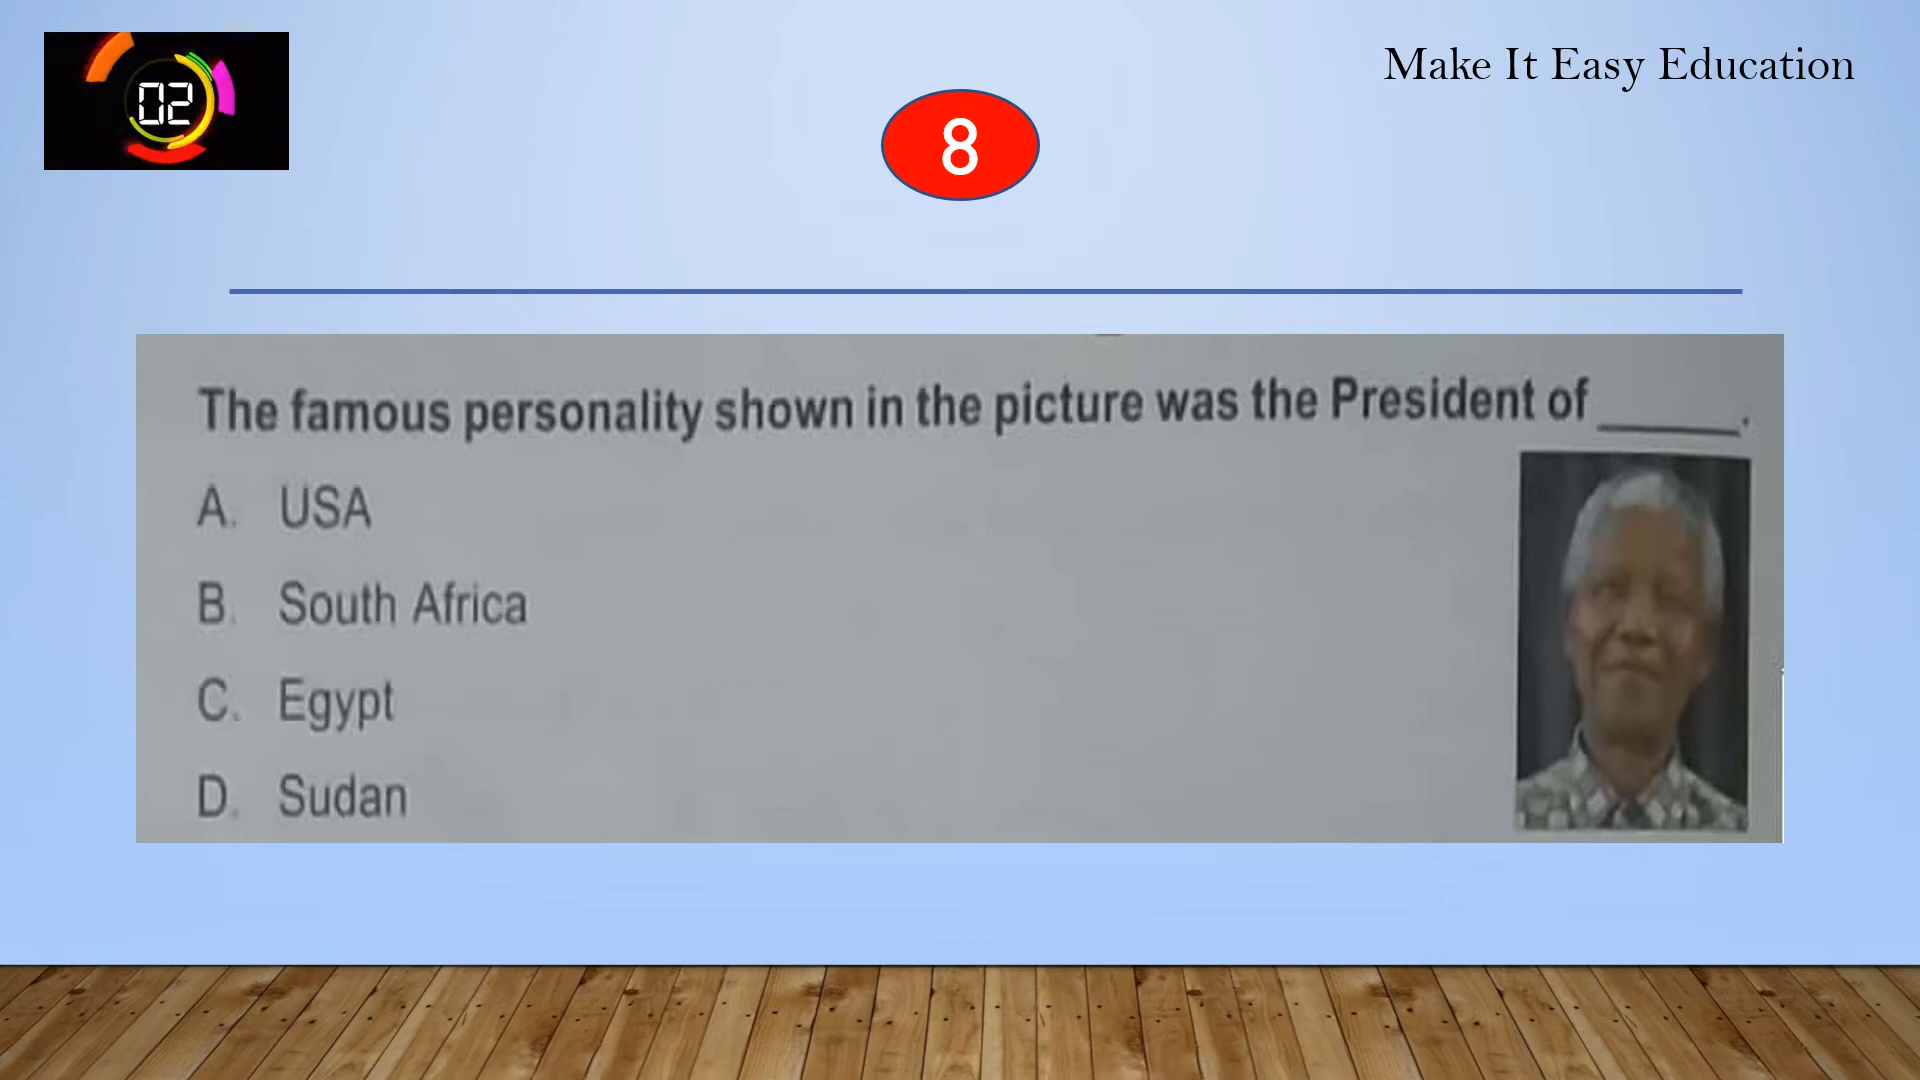 02
Make It Easy Education
8
The famous personality shown in the picture was the President of ______.
A. USA
B. South Africa
C. Egypt
D. Sudan